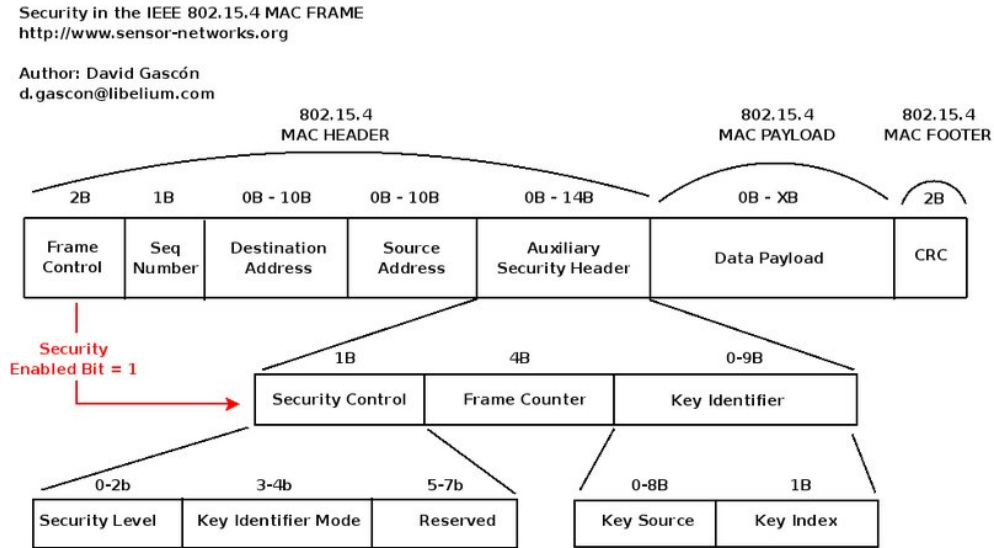 Security in the IEEE 802.15.4 MAC FRAME
http://www.sensor-networks.org
Author: David Gascón
d.gascon@libelium.com
802.15.4
MAC HEADER
802.15.4
MAC PAYLOAD
802.15.4
MAC FOOTER
2B
1B
0B - 10B
0B - 10B
0B - 14B
0B - XB
2B
Frame
Control
Seq
Number
Destination
Address
Source
Address
Auxiliary
Security Header
Data Payload
CRC
Security
Enabled Bit = 1
1B
4B
0-9B
Security Control
Frame Counter
Key Identifier
0-2b
3-4b
5-7b
0-8B
1B
Security Level
Key Identifier Mode
Reserved
Key Source
Key Index